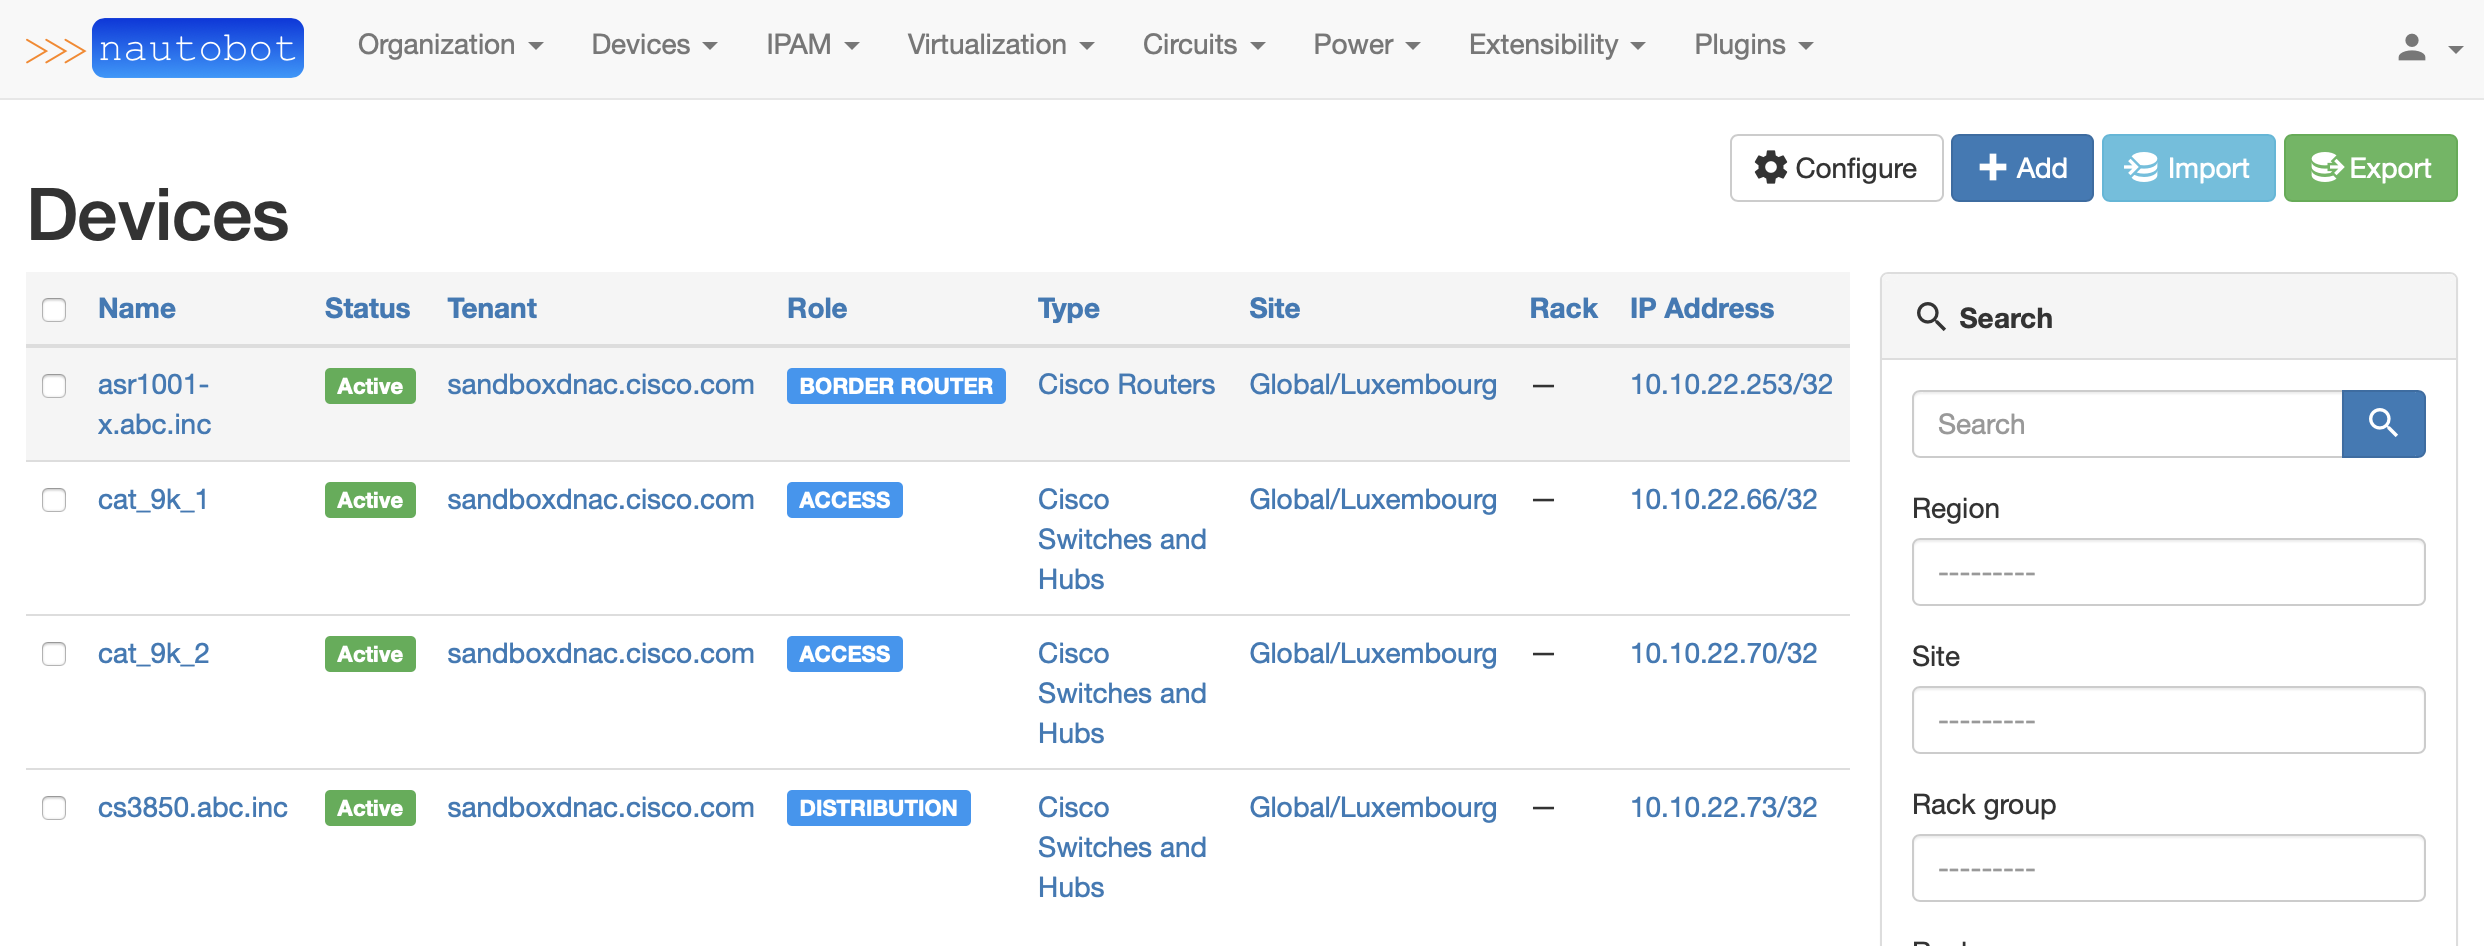 >>> nautobot Organization Devices IPAM Virtualization Circuits Power Extensibility Plugins
Configure Add Import Export
Devices
Name Status Tenant Role Type Site Rack IP Address
asr1001- Active sandboxdnac.cisco.com BORDER ROUTER Cisco Routers Global/Luxembourg — 10.10.22.253/32
x.abc.inc
cat_9k_1 Active sandboxdnac.cisco.com ACCESS Cisco Global/Luxembourg — 10.10.22.66/32
Switches and
Hubs
cat_9k_2 Active sandboxdnac.cisco.com ACCESS Cisco Global/Luxembourg — 10.10.22.70/32
Switches and
Hubs
cs3850.abc.inc Active sandboxdnac.cisco.com DISTRIBUTION Cisco Global/Luxembourg — 10.10.22.73/32
Switches and
Hubs
Search
Search
Region
---------
Site
---------
Rack group
---------